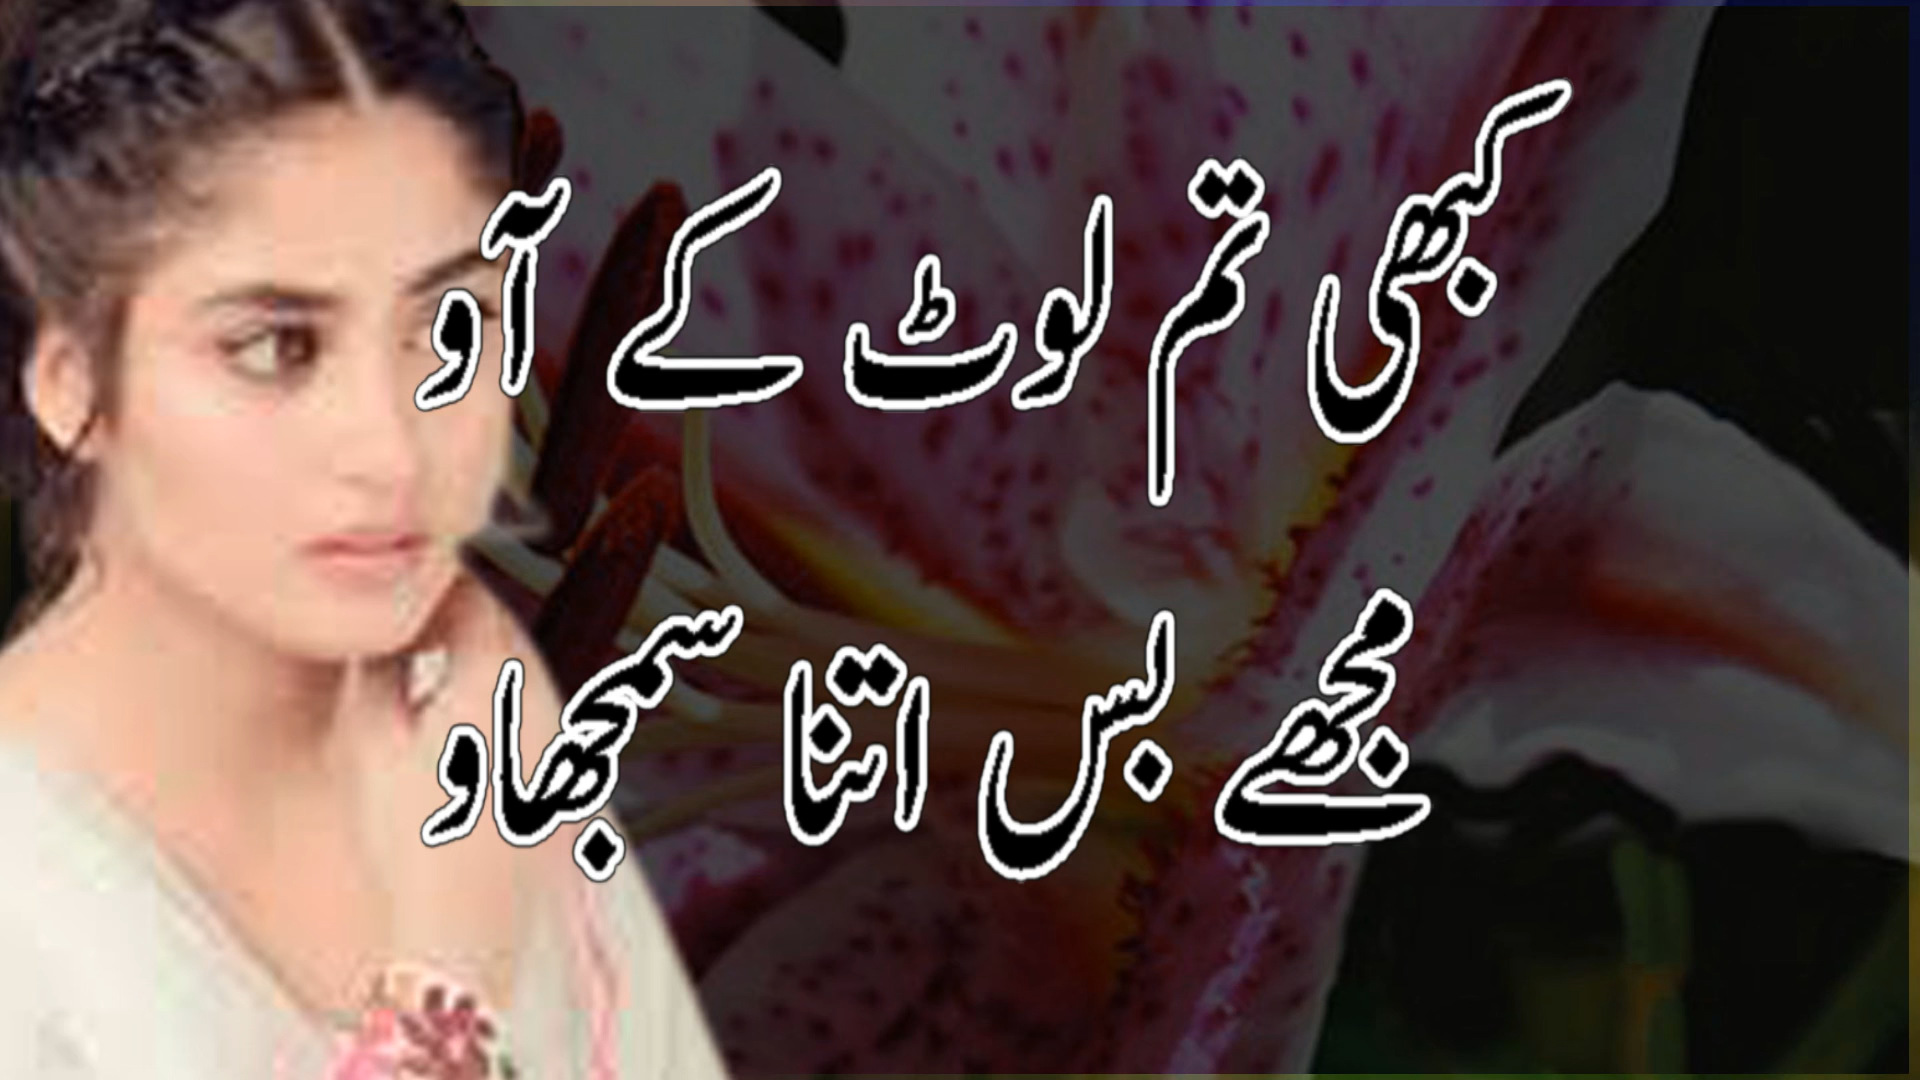 کبھی تم لوٹ کے آو
مجھے بس اتنا سمجھاو